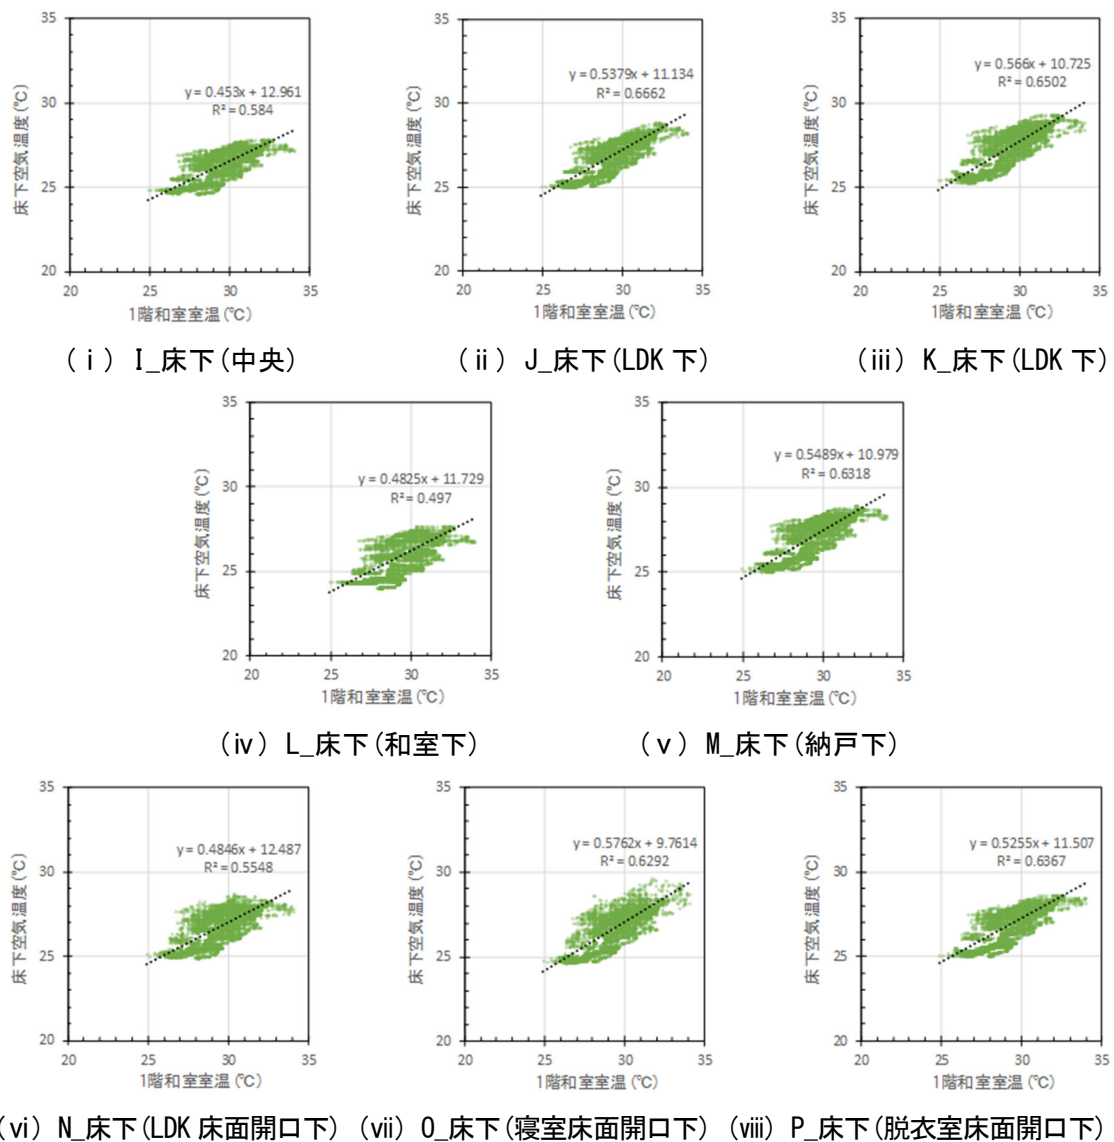 35
30
25
20
20
25
30
35
床下空気温度(℃)
1階和室室温(℃)
y = 0.453x + 12.961
R² = 0.584
(ⅰ) I_床下(中央)
35
30
25
20
20
25
30
35
床下空気温度(℃)
1階和室室温(℃)
y = 0.5379x + 11.134
R² = 0.6662
(ⅱ) J_床下(LDK 下)
35
30
25
20
20
25
30
35
床下空気温度(℃)
1階和室室温(℃)
y = 0.566x + 10.725
R² = 0.6502
(ⅲ) K_床下(LDK 下)
35
30
25
20
20
25
30
35
床下空気温度(℃)
1階和室室温(℃)
y = 0.4825x + 11.729
R² = 0.497
(ⅳ) L_床下(和室下)
35
30
25
20
20
25
30
35
床下空気温度(℃)
1階和室室温(℃)
y = 0.5489x + 10.979
R² = 0.6318
(ⅴ) M_床下(納戸下)
35
30
25
20
20
25
30
35
床下空気温度(℃)
1階和室室温(℃)
y = 0.4846x + 12.487
R² = 0.5548
(ⅵ) N_床下(LDK 床面開口下)
35
30
25
20
20
25
30
35
床下空気温度(℃)
1階和室室温(℃)
y = 0.5762x + 9.7614
R² = 0.6292
(ⅶ) O_床下(寝室床面開口下)
35
30
25
20
20
25
30
35
床下空気温度(℃)
1階和室室温(℃)
y = 0.5255x + 11.507
R² = 0.6367
(ⅷ) P_床下(脱衣室床面開口下)